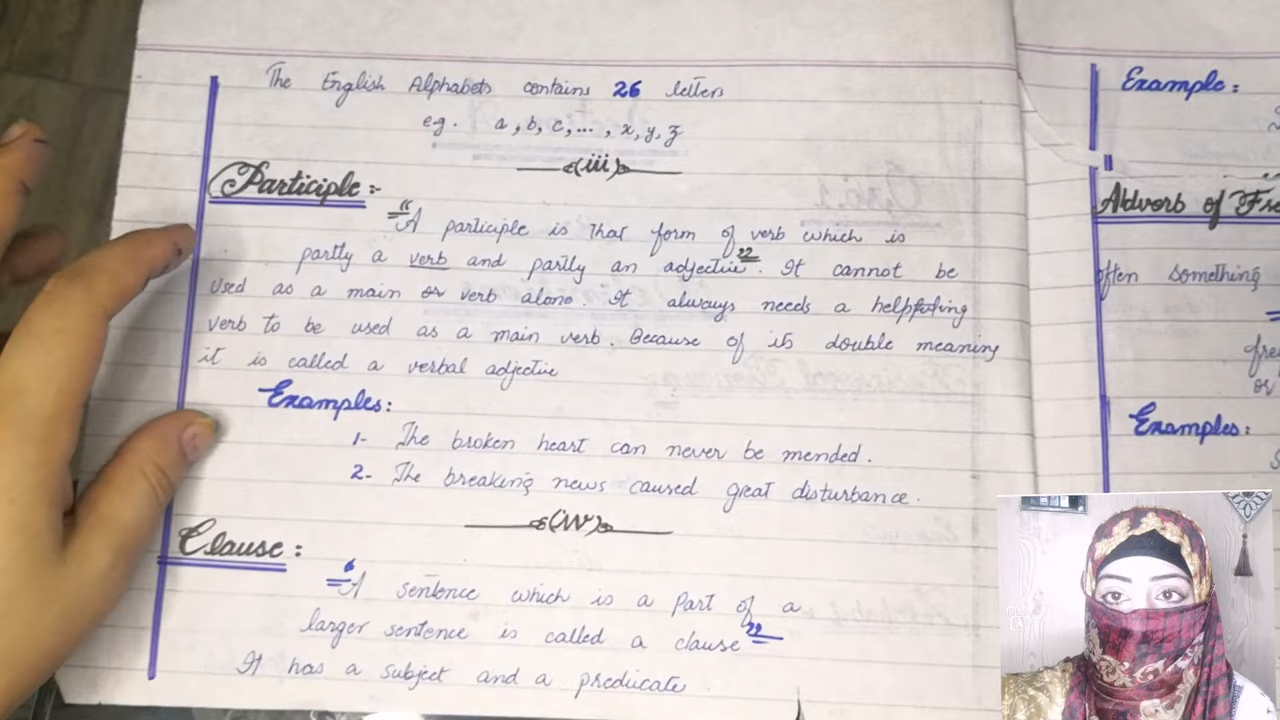 The English Alphabets contains 26 letters
e.g. a, b, c, ... , x, y, z
(iii)
Participle:-
"A participle is that form of verb which is
partly a verb and partly an adjective". It cannot be
used as a main or verb alone. It always needs a helpfuling
verb to be used as a main verb. Because of its double meaning
it is called a verbal adjective
Examples:
1- The broken heart can never be mended.
2- The breaking news caused great disturbance.
(iv)
Clause:
"A sentence which is a part of a
larger sentence is called a clause"
It has a subject and a predicate
Example:
Adverb of
often something
or
Examples: